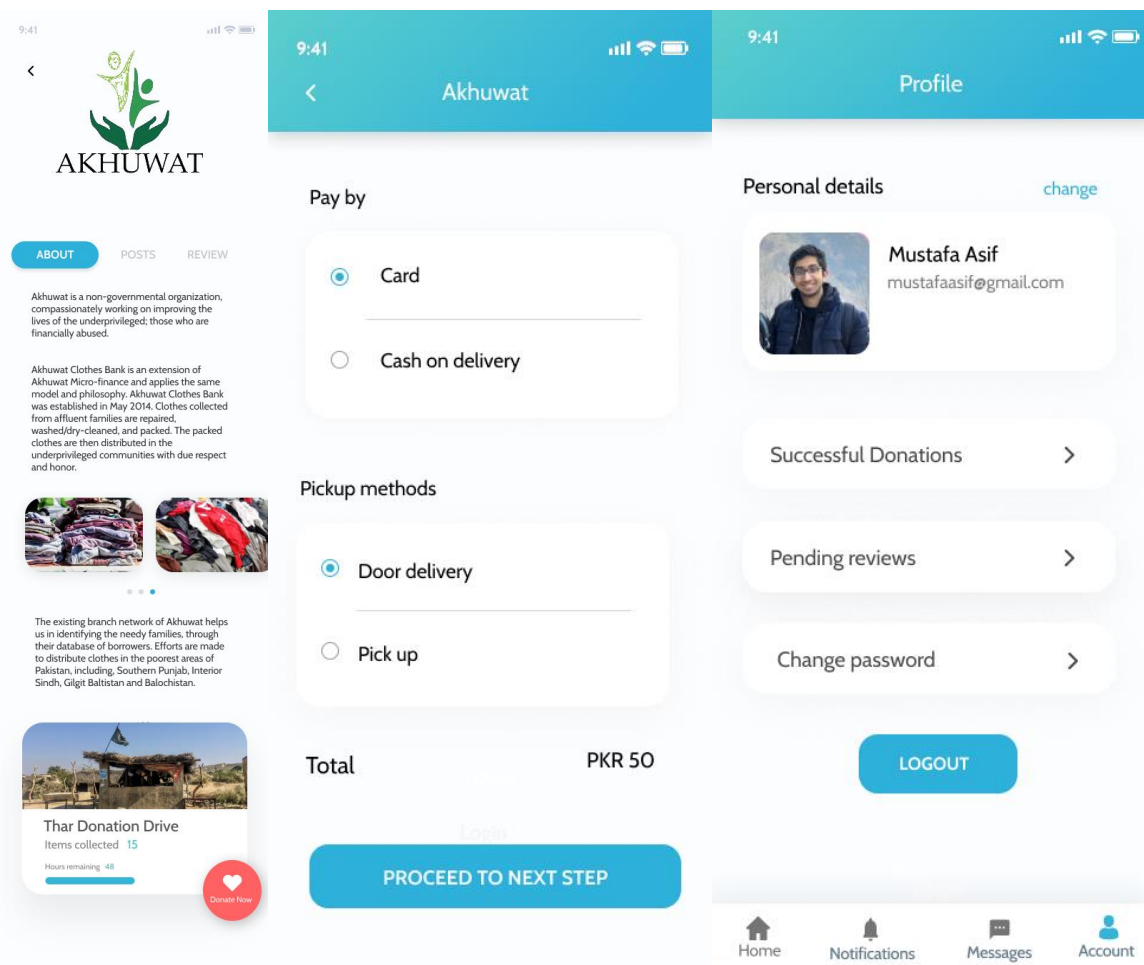 9:41
AKHUWAT
ABOUT
POSTS
REVIEW
Akhuwat is a non-governmental organization,
compassionately working on improving the
lives of the underprivileged; those who are
financially abused.
Akhuwat Clothes Bank is an extension of
Akhuwat Micro-finance and applies the same
model and philosophy. Akhuwat Clothes Bank
was established in May 2014. Clothes collected
from affluent families are repaired,
washed/dry-cleaned, and packed. The packed
clothes are then distributed in the
underprivileged communities with due respect
and honor.
The existing branch network of Akhuwat helps
us in identifying the needy families, through
their database of borrowers. Efforts are made
to distribute clothes in the poorest areas of
Pakistan, including, Southern Punjab, Interior
Sindh, Gilgit Baltistan and Balochistan.
Thar Donation Drive
Items collected 15
Hours remaining 48
Donate Now
9:41
Akhuwat
Pay by
Card
Cash on delivery
Pickup methods
Door delivery
Pick up
Total PKR 50
Login
PROCEED TO NEXT STEP
9:41
Profile
Personal details change
Mustafa Asif
mustafaasif@gmail.com
Successful Donations
Pending reviews
Change password
LOGOUT
Home
Notifications
Messages
Account